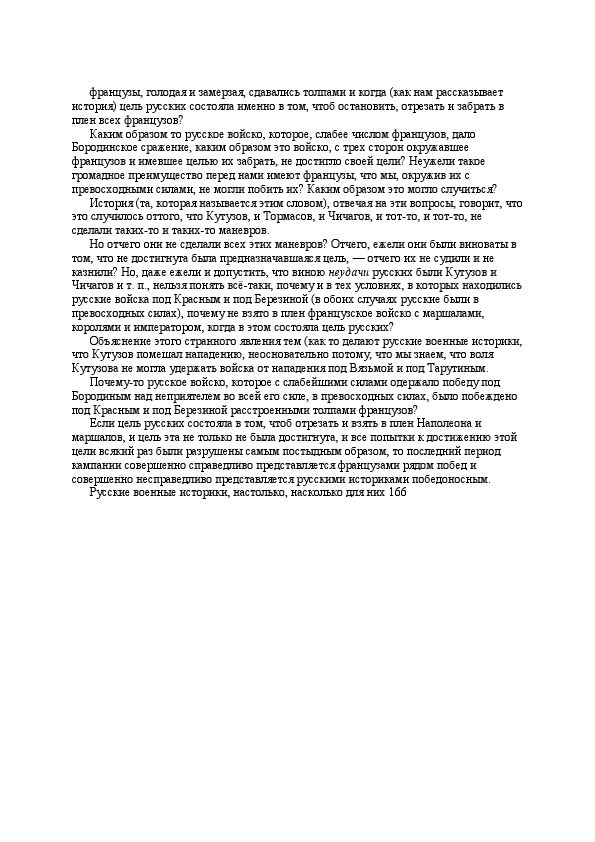 французы, голодая и замерзая, сдавались толпами и когда (как нам рассказывает
история) цель русских состояла именно в том, чтоб остановить, отрезать и забрать в
плен всех французов?
Каким образом то русское войско, которое, слабее числом французов, дало
Бородинское сражение, каким образом это войско, с трех сторон окружавшее
французов и имевшее целью их забрать, не достигло своей цели? Неужели такое
громадное преимущество перед нами имеют французы, что мы, окружив их с
превосходными силами, не могли побить их? Каким образом это могло случиться?
История (та, которая называется этим словом), отвечая на эти вопросы, говорит, что
это случилось оттого, что Кутузов, и Тормасов, и Чичагов, и тот-то, и тот-то, не
сделали таких-то и таких-то маневров.
Но отчего они не сделали всех этих маневров? Отчего, ежели они были виноваты в
том, что не достигнута была предназначавшаяся цель, — отчего их не судили и не
казнили? Но, даже ежели и допустить, что виною неудачи русских были Кутузов и
Чичагов и т. п., нельзя понять всё-таки, почему и в тех условиях, в которых находились
русские войска под Красным и под Березиной (в обоих случаях русские были в
превосходных силах), почему не взято в плен французское войско с маршалами,
королями и императором, когда в этом состояла цель русских?
Объяснение этого странного явления тем (как то делают русские военные историки,
что Кутузов помешал нападению, неосновательно потому, что мы знаем, что воля
Кутузова не могла удержать войска от нападения под Вязьмой и под Тарутиным.
Почему-то русское войско, которое с слабейшими силами одержало победу под
Бородиным над неприятелем во всей его силе, в превосходных силах, было побеждено
под Красным и под Березиной расстроенными толпами французов?
Если цель русских состояла в том, чтоб отрезать и взять в плен Наполеона и
маршалов, и цель эта не только не была достигнута, и все попытки к достижению этой
цели всякий раз были разрушены самым постыдным образом, то последний период
кампании совершенно справедливо представляется французами рядом побед и
совершенно несправедливо представляется русскими историками победоносным.
Русские военные историки, настолько, насколько для них 166